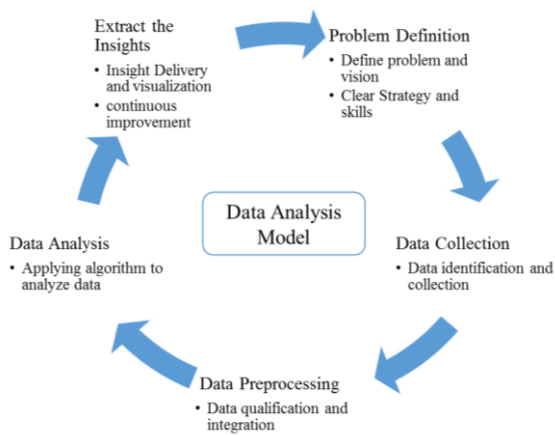 Extract the
Insights
• Insight Delivery
and visualization
• continuous
improvement
Problem Definition
• Define problem and
vision
• Clear Strategy and
skills
Data Analysis
Model
Data Analysis
• Applying algorithm to
analyze data
Data Collection
• Data identification and
collection
Data Preprocessing
• Data qualification and
integration